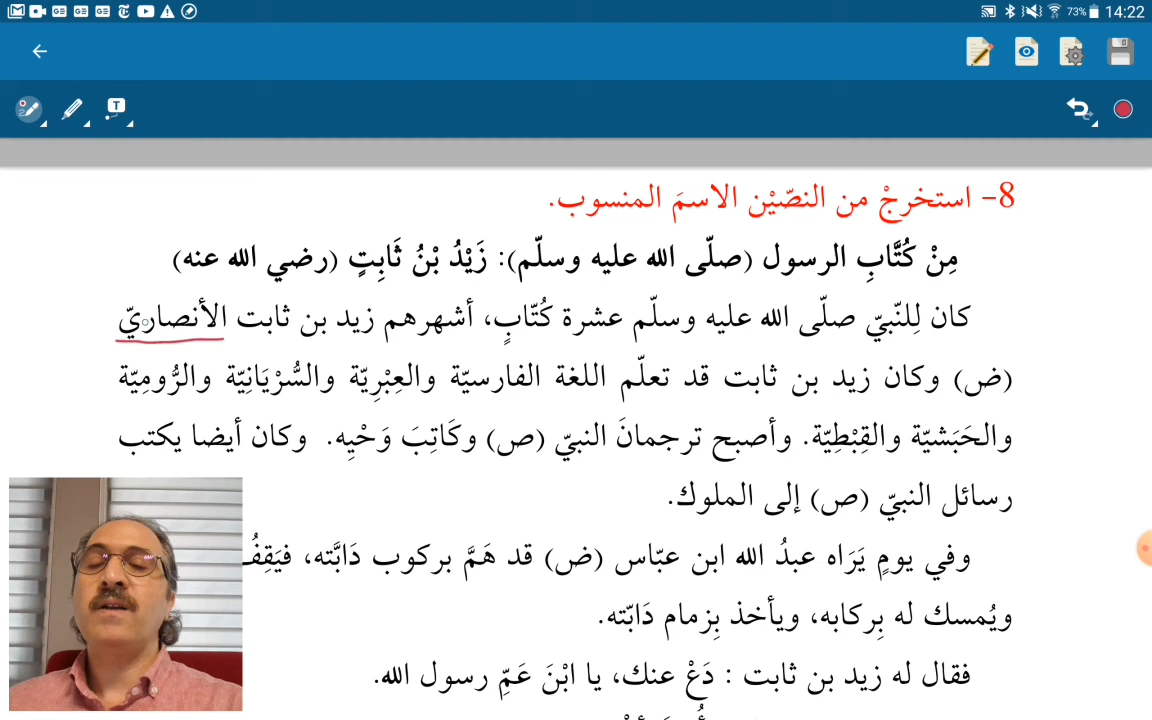 73% 14:22
T
8- استخرجْ من النصّيْن الاسمَ المنسوب.
مِنْ كُتَّابِ الرسول (صلّى الله عليه وسلّم): زَيْدُ بْنُ ثَابِتٍ (رضي الله عنه)
كان لِلنّبيّ صلّى الله عليه وسلّم عشرة كُتّابٍ، أشهرهم زيد بن ثابت الأنصاريّ
(ض) وكان زيد بن ثابت قد تعلّم اللغة الفارسيّة والعِبْرِيّة والسُّرْيَانِيّة والرُّومِيّة
والحَبَشيّة والقِبْطِيّة. وأصبح ترجمانَ النبيّ (ص) وكَاتِبَ وَحْيِه. وكان أيضا يكتب
رسائل النبيّ (ص) إلى الملوك.
وفي يومٍ يَرَاه عبدُ الله ابن عبّاس (ض) قد هَمَّ بركوب دَابَّته، فيَقِفُ
ويُمسك له بِركابه، ويأخذ بِزمام دَابّته.
فقال له زيد بن ثابت : دَعْ عنك، يا ابْنَ عَمِّ رسول الله.